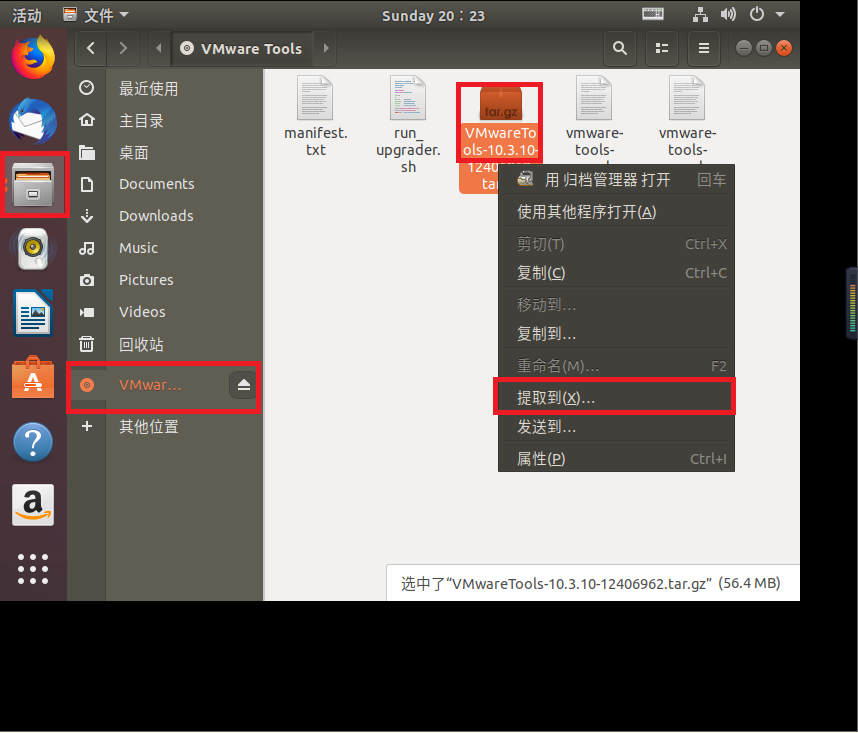 活动 文件 Sunday 20：23
VMware Tools
最近使用
主目录
桌面
Documents
Downloads
Music
Pictures
Videos
回收站
VMwar…
其他位置
manifest.
txt
run_
upgrader.
sh
tar.gz
VMwareTo
ols-10.3.10-
vmware-
tools-
vmware-
tools-
用 归档管理器 打开 回车
使用其他程序打开(A)
剪切(T) Ctrl+X
复制(C) Ctrl+C
移动到…
复制到…
重命名(M)… F2
提取到(X)…
发送到…
属性(P) Ctrl+I
选中了“VMwareTools-10.3.10-12406962.tar.gz” (56.4 MB)